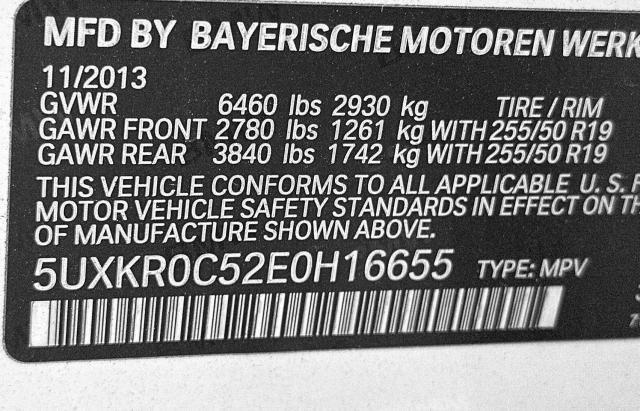 MFD BY BAYERISCHE MOTOREN WERK
11/2013
GVWR 6460 lbs 2930 kg TIRE / RIM
GAWR FRONT 2780 lbs 1261 kg WITH 255/50 R19
GAWR REAR 3840 lbs 1742 kg WITH 255/50 R19
THIS VEHICLE CONFORMS TO ALL APPLICABLE U. S. F
MOTOR VEHICLE SAFETY STANDARDS IN EFFECT ON TH
OF MANUFACTURE SHOWN ABOVE.
5UXKR0C52E0H16655 TYPE: MPV